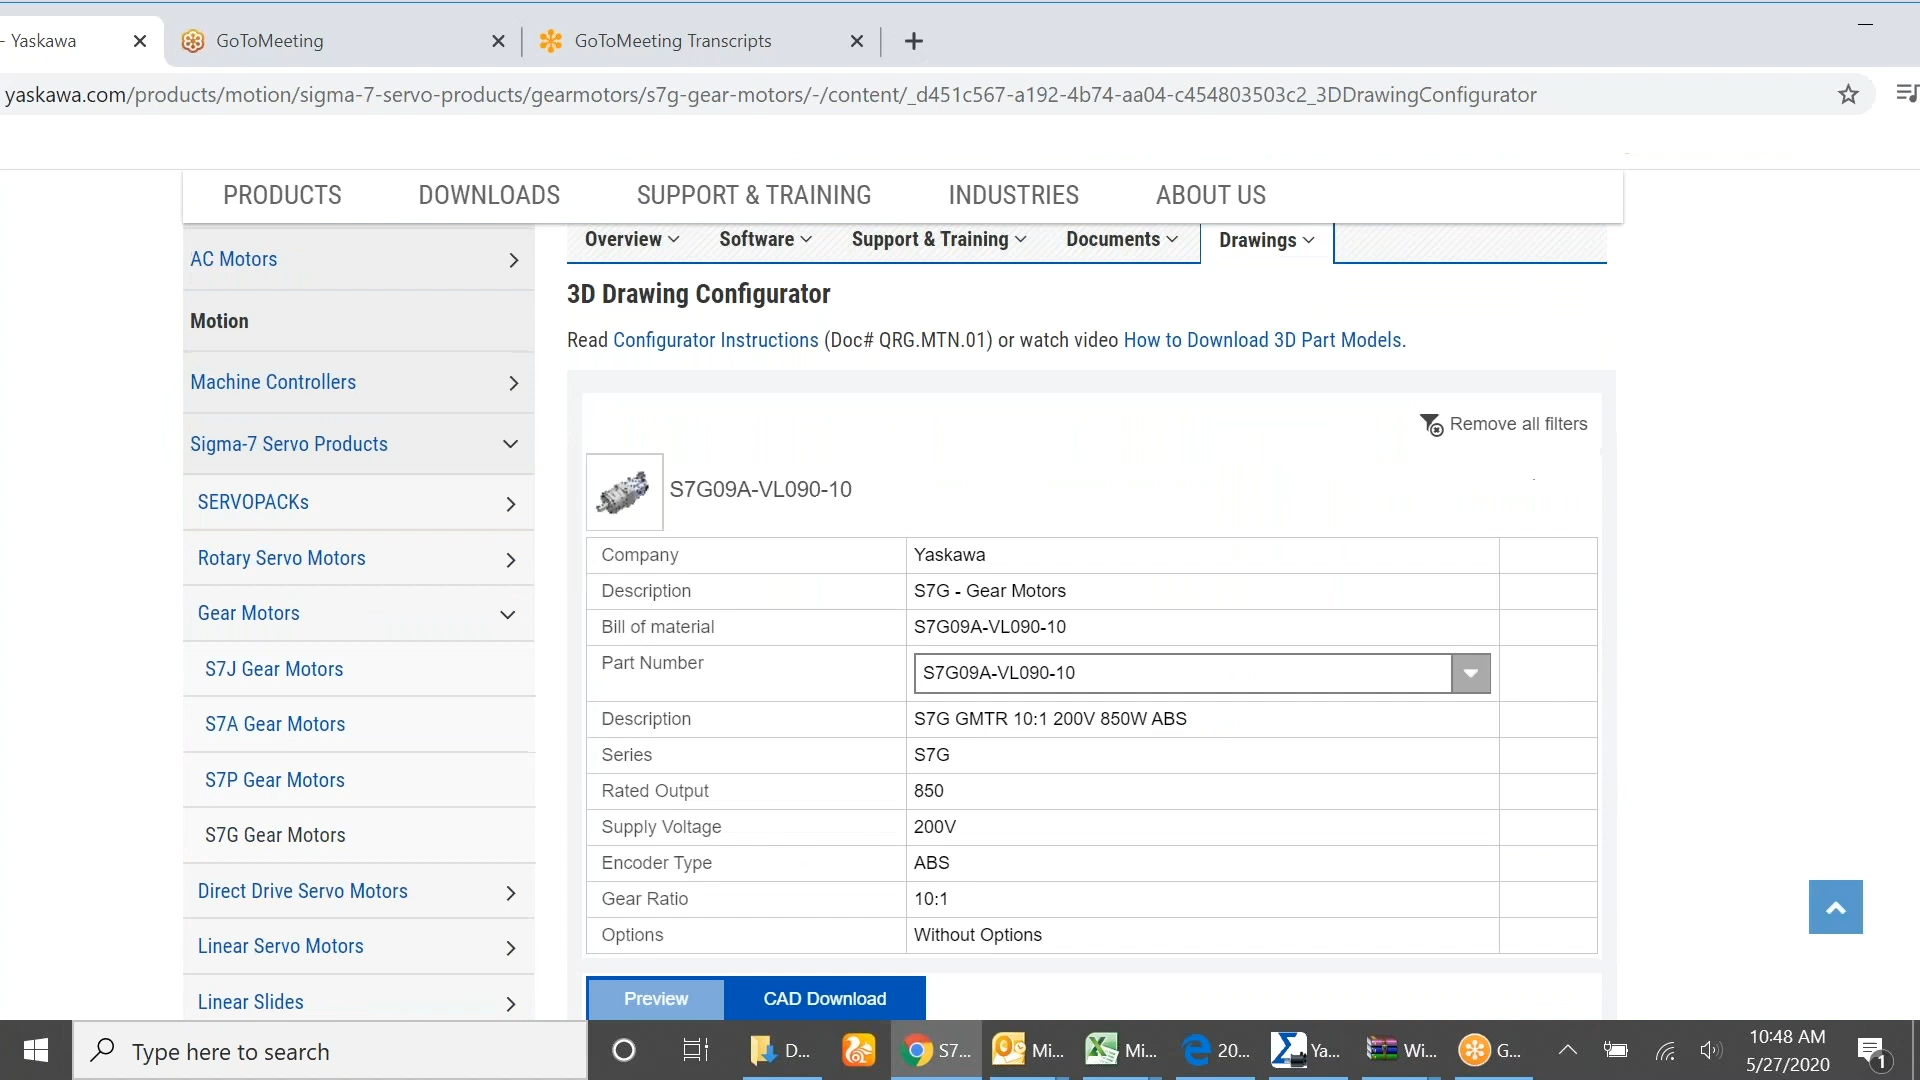 - Yaskawa
GoToMeeting
GoToMeeting Transcripts
yaskawa.com/products/motion/sigma-7-servo-products/gearmotors/s7g-gear-motors/-/content/_d451c567-a192-4b74-aa04-c454803503c2_3DDrawingConfigurator
PRODUCTS DOWNLOADS SUPPORT & TRAINING INDUSTRIES ABOUT US
Overview Software Support & Training Documents Drawings
AC Motors
Motion
Machine Controllers
Sigma-7 Servo Products
SERVOPACKs
Rotary Servo Motors
Gear Motors
S7J Gear Motors
S7A Gear Motors
S7P Gear Motors
S7G Gear Motors
Direct Drive Servo Motors
Linear Servo Motors
Linear Slides
3D Drawing Configurator
Read Configurator Instructions (Doc# QRG.MTN.01) or watch video How to Download 3D Part Models.
Remove all filters
S7G09A-VL090-10
Company Yaskawa
Description S7G - Gear Motors
Bill of material S7G09A-VL090-10
Part Number S7G09A-VL090-10
Description S7G GMTR 10:1 200V 850W ABS
Series S7G
Rated Output 850
Supply Voltage 200V
Encoder Type ABS
Gear Ratio 10:1
Options Without Options
Preview CAD Download
Type here to search
D...
S7...
Mi...
Mi...
20...
Ya...
Wi...
G...
10:48 AM
5/27/2020
1